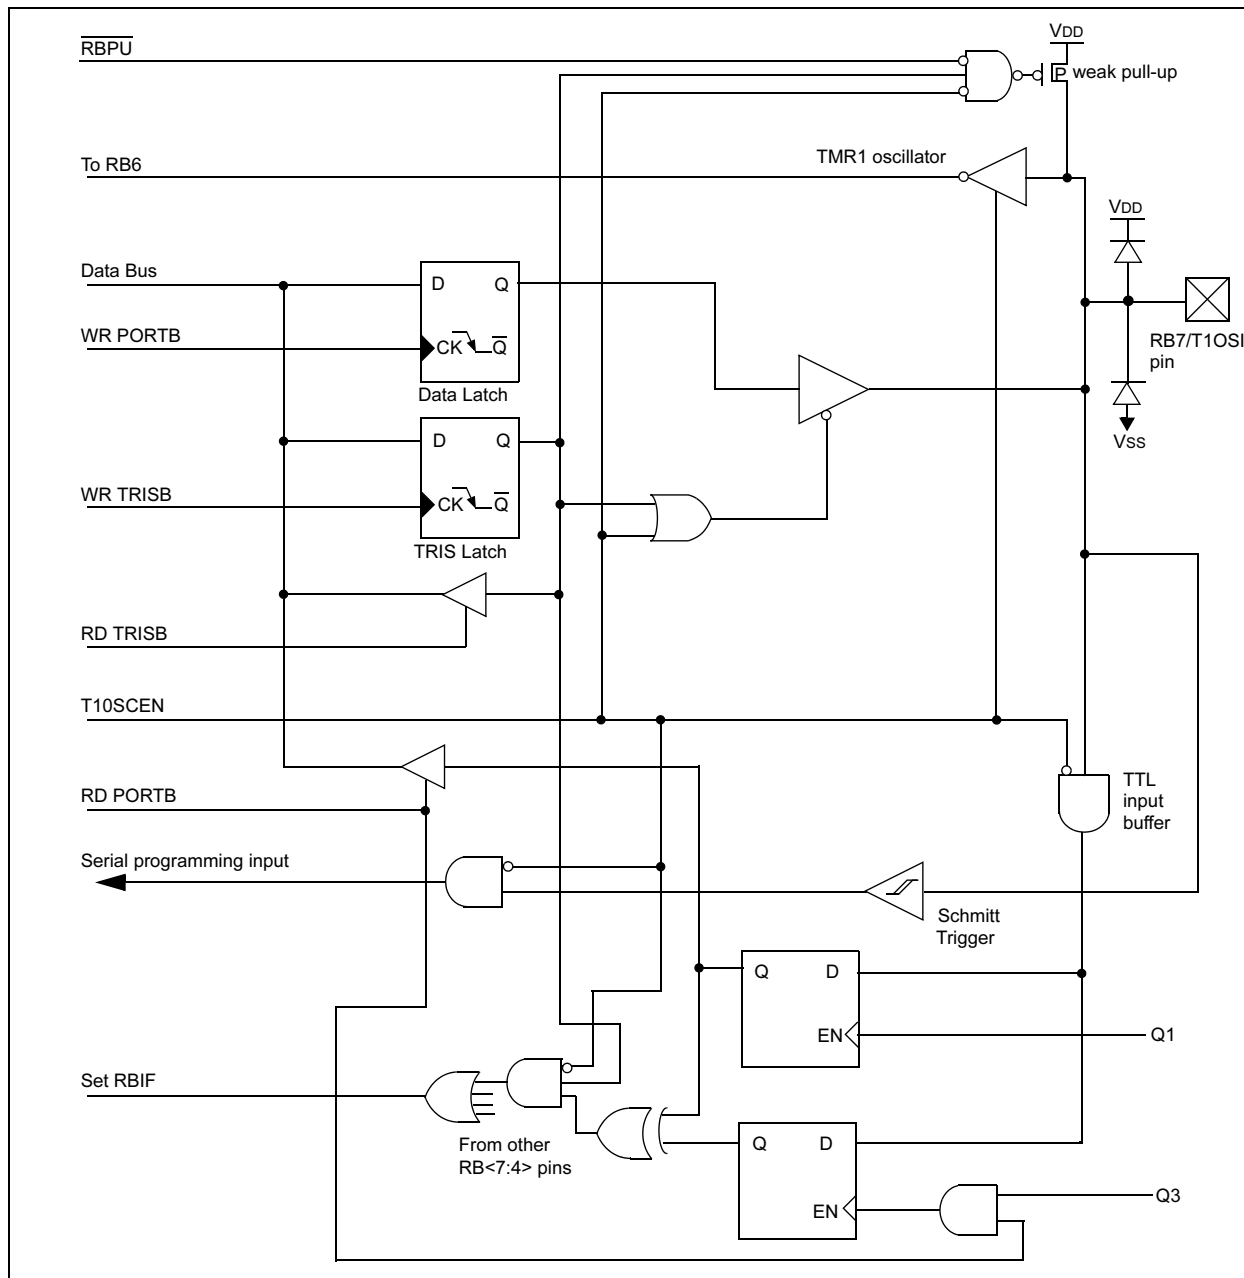 VDD
RBPU
P
weak pull-up
To RB6
TMR1 oscillator
VDD
Data Bus
D
Q
WR PORTB
CK
Q
RB7/T1OSI
pin
Data Latch
D
Q
VSS
WR TRISB
CK
Q
TRIS Latch
RD TRISB
T10SCEN
RD PORTB
TTL
input
buffer
Serial programming input
Schmitt
Trigger
Q
D
EN
Q1
Set RBIF
From other
RB<7:4> pins
Q
D
EN
Q3